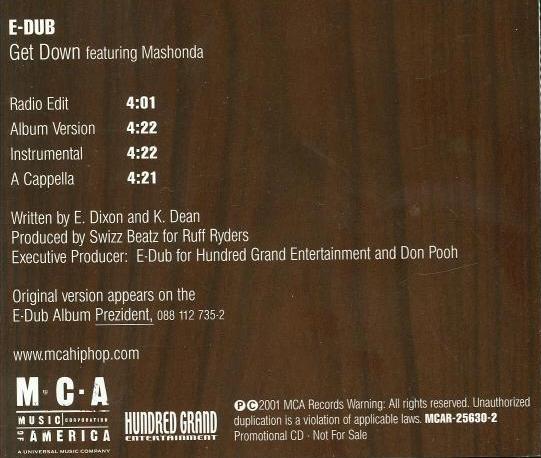 E-DUB
Get Down featuring Mashonda
Radio Edit 4:01
Album Version 4:22
Instrumental 4:22
A Cappella 4:21
Written by E. Dixon and K. Dean
Produced by Swizz Beatz for Ruff Ryders
Executive Producer: E-Dub for Hundred Grand Entertainment and Don Pooh
Original version appears on the
E-Dub Album Prezident, 088 112 735-2
www.mcahiphop.com
M·C·A
MUSIC CORPORATION
OF AMERICA
A UNIVERSAL MUSIC COMPANY
HUNDRED GRAND
ENTERTAINMENT
℗©2001 MCA Records Warning: All rights reserved. Unauthorized
duplication is a violation of applicable laws. MCAR-25630-2
Promotional CD · Not For Sale